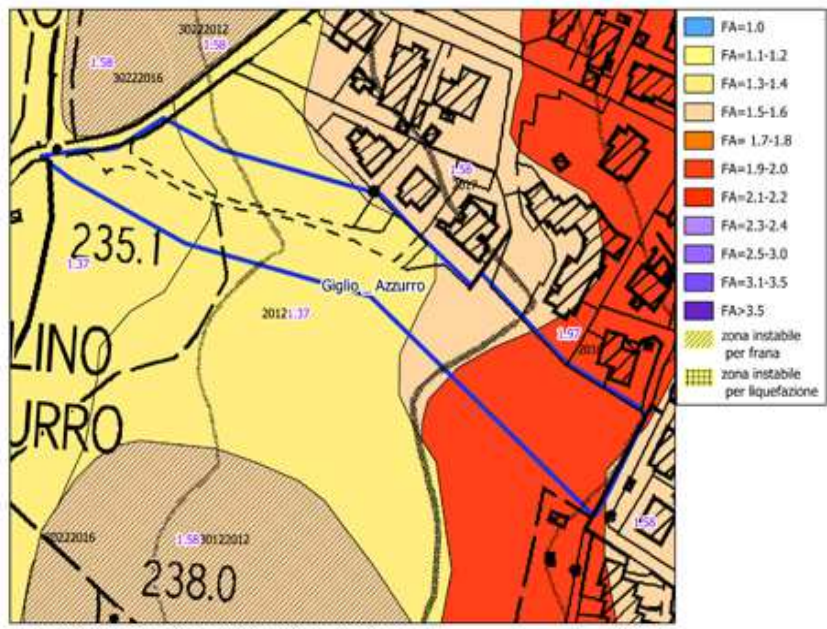 30222012
1.58
1.58
30222016
1.58
2017
235.1
1.37
Giglio_ Azzurro
20121.37
1.97
LINO
URRO
1.58
30222016
1.5830122012
238.0
FA=1.0
FA=1.1-1.2
FA=1.3-1.4
FA=1.5-1.6
FA= 1.7-1.8
FA=1.9-2.0
FA=2.1-2.2
FA=2.3-2.4
FA=2.5-3.0
FA=3.1-3.5
FA>3.5
zona instabile
per frana
zona instabile
per liquefazione